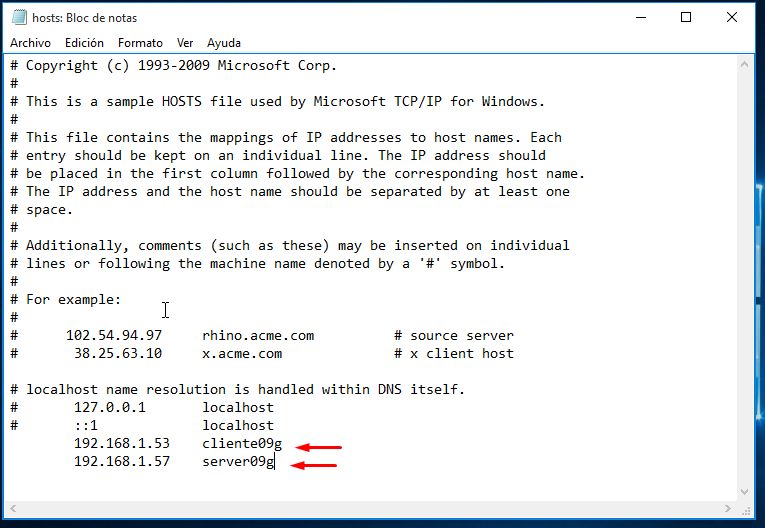 hosts: Bloc de notas
Archivo Edición Formato Ver Ayuda
# Copyright (c) 1993-2009 Microsoft Corp.
#
# This is a sample HOSTS file used by Microsoft TCP/IP for Windows.
#
# This file contains the mappings of IP addresses to host names. Each
# entry should be kept on an individual line. The IP address should
# be placed in the first column followed by the corresponding host name.
# The IP address and the host name should be separated by at least one
# space.
#
# Additionally, comments (such as these) may be inserted on individual
# lines or following the machine name denoted by a '#' symbol.
#
# For example:
#
#      102.54.94.97     rhino.acme.com          # source server
#       38.25.63.10     x.acme.com              # x client host
# localhost name resolution is handled within DNS itself.
#       127.0.0.1       localhost
#       ::1             localhost
        192.168.1.53    cliente09g
        192.168.1.57    server09g